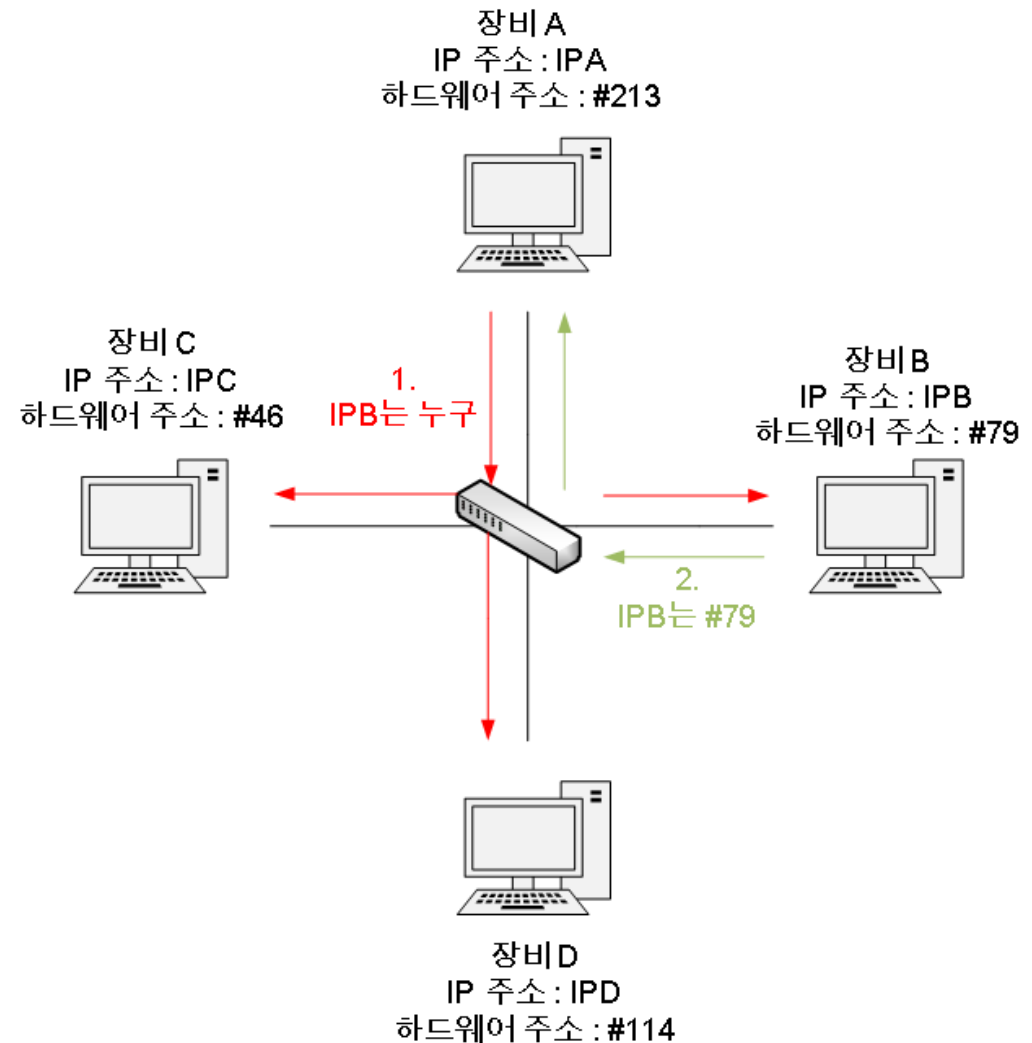 장비 A
IP 주소 : IPA
하드웨어 주소 : #213
장비 C
IP 주소 : IPC
하드웨어 주소 : #46
1.
IPB는 누구
장비 B
IP 주소 : IPB
하드웨어 주소 : #79
2.
IPB는 #79
장비 D
IP 주소 : IPD
하드웨어 주소 : #114